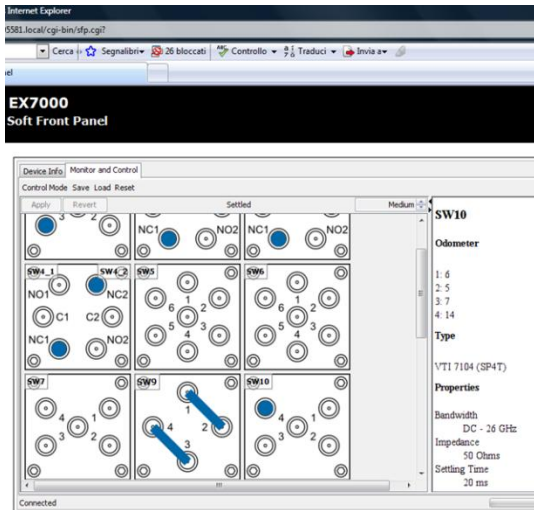 Internet Explorer
5581.local/cgi-bin/sfp.cgi?
Cerca Segnalibri 26 bloccati Controllo Traduci Invia a
nel
EX7000
Soft Front Panel
Device Info Monitor and Control
Control Mode Save Load Reset
Apply Revert Settled Medium
SW10
Odometer
1: 6
2: 5
3: 7
4: 14
Type
VTI 7104 (SP4T)
Properties
Bandwidth
DC - 26 GHz
Impedance
50 Ohms
Settling Time
20 ms
3 2
NC1 NO2
NC1 NO2
SW4_1 SW4_2
NO1 NC2
C1 C2
NC1 NO2
SW5
1
6 2
5 3
4
SW6
1
6 2
5 3
4
SW7
4 1
3 2
SW9
1
4 2
3
SW10
4 1
3 2
Connected